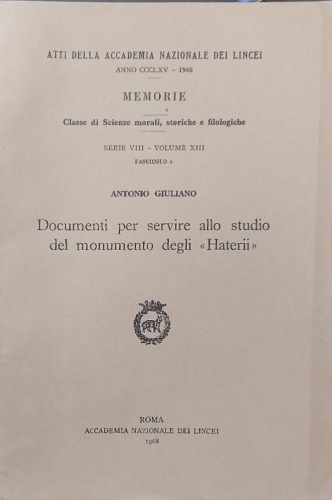 ATTI DELLA ACCADEMIA NAZIONALE DEI LINCEI
ANNO CCCLXV – 1968
MEMORIE
Classe di Scienze morali, storiche e filologiche
SERIE VIII – VOLUME XIII
FASCICOLO 6
ANTONIO GIULIANO
Documenti per servire allo studio
del monumento degli «Haterii»
ROMA
ACCADEMIA NAZIONALE DEI LINCEI
1968